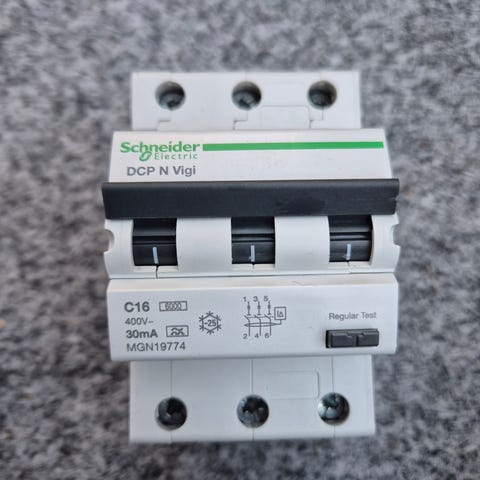 Schneider
Electric
DCP N Vigi
C16 6000
400V~
30mA
MGN19774
-25
1 3 5
2 4 6
I∆
Regular Test